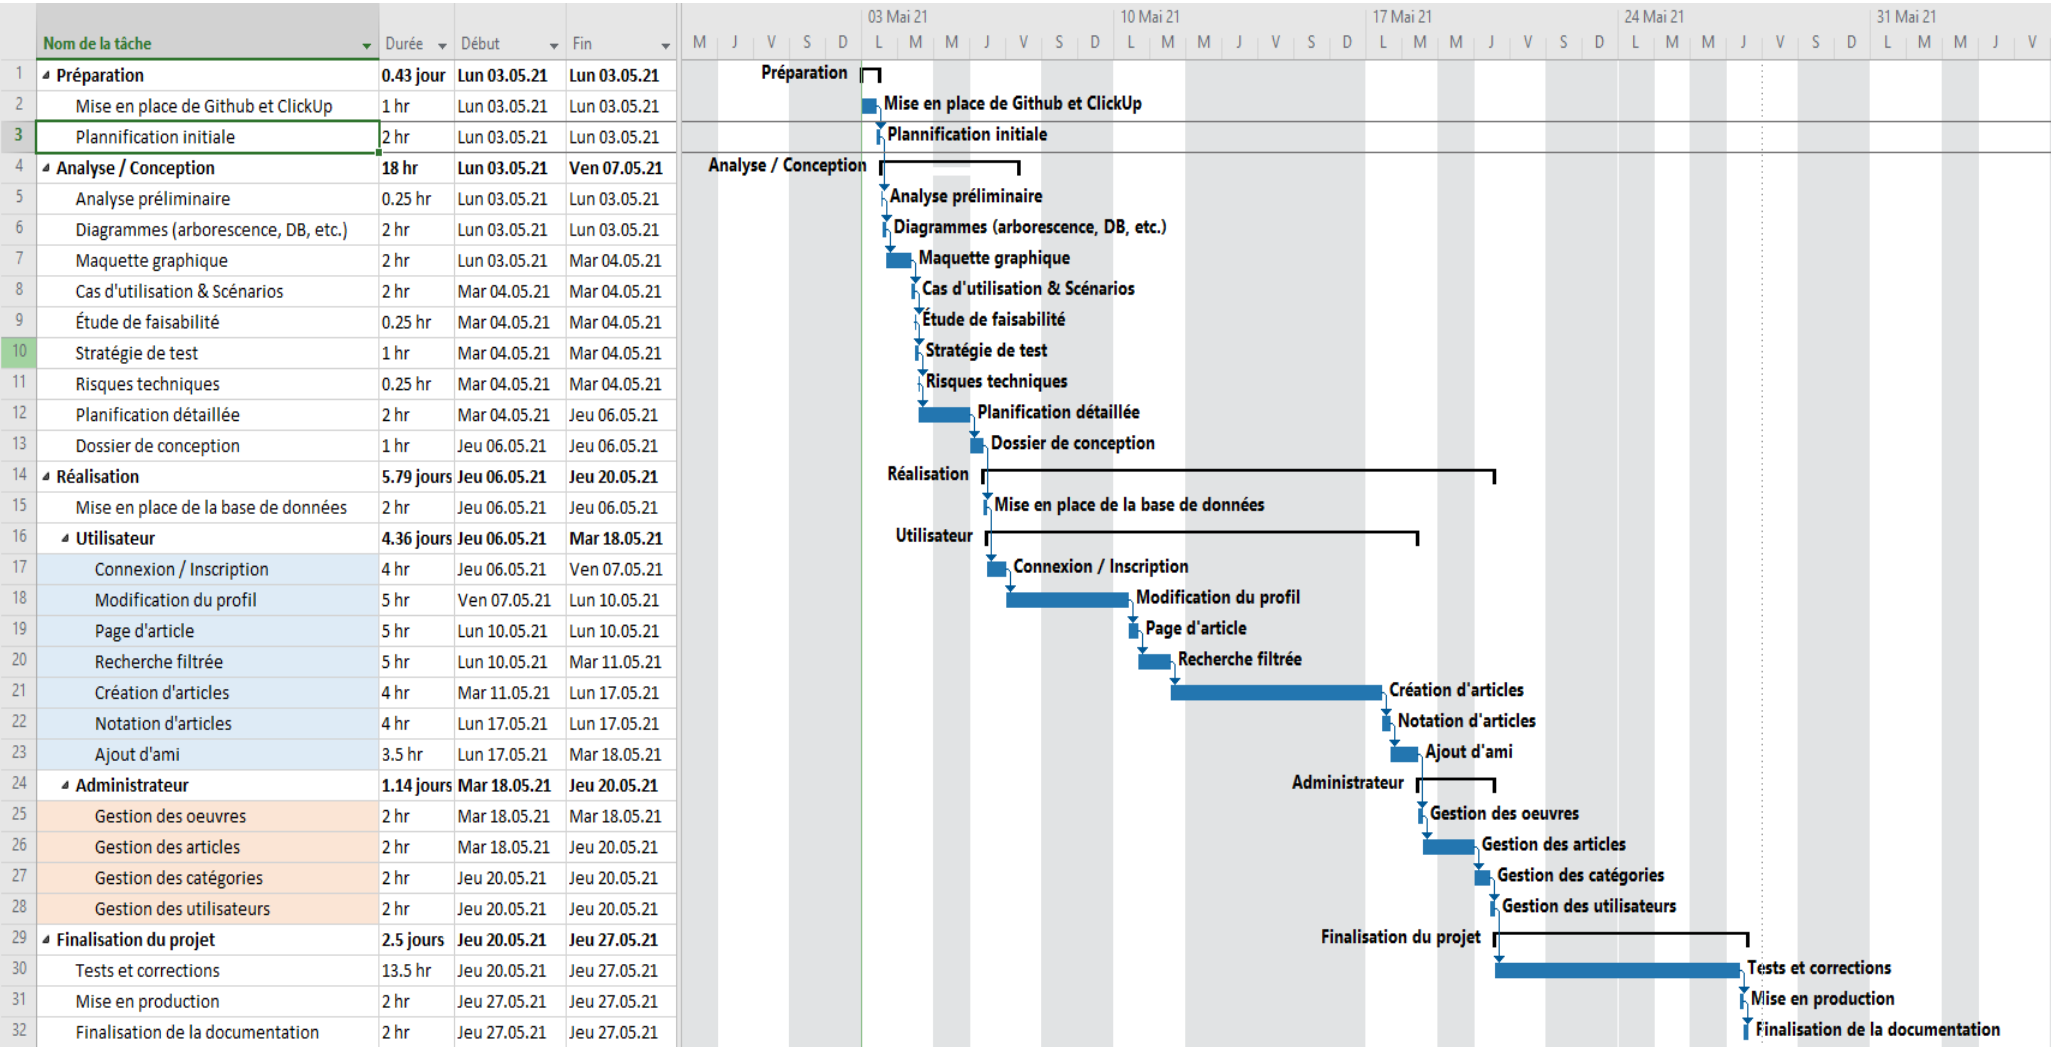 03 Mai 21 10 Mai 21 17 Mai 21 24 Mai 21 31 Mai 21
Nom de la tâche Durée Début Fin M J V S D L M M J V S D L M M J V S D L M M J V S D L M M J V S D L M M J V
1 Préparation 0.43 jour Lun 03.05.21 Lun 03.05.21 Préparation
2 Mise en place de Github et ClickUp 1 hr Lun 03.05.21 Lun 03.05.21 Mise en place de Github et ClickUp
3 Plannification initiale 2 hr Lun 03.05.21 Lun 03.05.21 Plannification initiale
4 Analyse / Conception 18 hr Lun 03.05.21 Ven 07.05.21 Analyse / Conception
5 Analyse préliminaire 0.25 hr Lun 03.05.21 Lun 03.05.21 Analyse préliminaire
6 Diagrammes (arborescence, DB, etc.) 2 hr Lun 03.05.21 Lun 03.05.21 Diagrammes (arborescence, DB, etc.)
7 Maquette graphique 2 hr Lun 03.05.21 Mar 04.05.21 Maquette graphique
8 Cas d'utilisation & Scénarios 2 hr Mar 04.05.21 Mar 04.05.21 Cas d'utilisation & Scénarios
9 Étude de faisabilité 0.25 hr Mar 04.05.21 Mar 04.05.21 Étude de faisabilité
10 Stratégie de test 1 hr Mar 04.05.21 Mar 04.05.21 Stratégie de test
11 Risques techniques 0.25 hr Mar 04.05.21 Mar 04.05.21 Risques techniques
12 Planification détaillée 2 hr Mar 04.05.21 Jeu 06.05.21 Planification détaillée
13 Dossier de conception 1 hr Jeu 06.05.21 Jeu 06.05.21 Dossier de conception
14 Réalisation 5.79 jours Jeu 06.05.21 Jeu 20.05.21 Réalisation
15 Mise en place de la base de données 2 hr Jeu 06.05.21 Jeu 06.05.21 Mise en place de la base de données
16 Utilisateur 4.36 jours Jeu 06.05.21 Mar 18.05.21 Utilisateur
17 Connexion / Inscription 4 hr Jeu 06.05.21 Ven 07.05.21 Connexion / Inscription
18 Modification du profil 5 hr Ven 07.05.21 Lun 10.05.21 Modification du profil
19 Page d'article 5 hr Lun 10.05.21 Lun 10.05.21 Page d'article
20 Recherche filtrée 5 hr Lun 10.05.21 Mar 11.05.21 Recherche filtrée
21 Création d'articles 4 hr Mar 11.05.21 Lun 17.05.21 Création d'articles
22 Notation d'articles 4 hr Lun 17.05.21 Lun 17.05.21 Notation d'articles
23 Ajout d'ami 3.5 hr Lun 17.05.21 Mar 18.05.21 Ajout d'ami
24 Administrateur 1.14 jours Mar 18.05.21 Jeu 20.05.21 Administrateur
25 Gestion des oeuvres 2 hr Mar 18.05.21 Mar 18.05.21 Gestion des oeuvres
26 Gestion des articles 2 hr Mar 18.05.21 Jeu 20.05.21 Gestion des articles
27 Gestion des catégories 2 hr Jeu 20.05.21 Jeu 20.05.21 Gestion des catégories
28 Gestion des utilisateurs 2 hr Jeu 20.05.21 Jeu 20.05.21 Gestion des utilisateurs
29 Finalisation du projet 2.5 jours Jeu 20.05.21 Jeu 27.05.21 Finalisation du projet
30 Tests et corrections 13.5 hr Jeu 20.05.21 Jeu 27.05.21 Tests et corrections
31 Mise en production 2 hr Jeu 27.05.21 Jeu 27.05.21 Mise en production
32 Finalisation de la documentation 2 hr Jeu 27.05.21 Jeu 27.05.21 Finalisation de la documentation